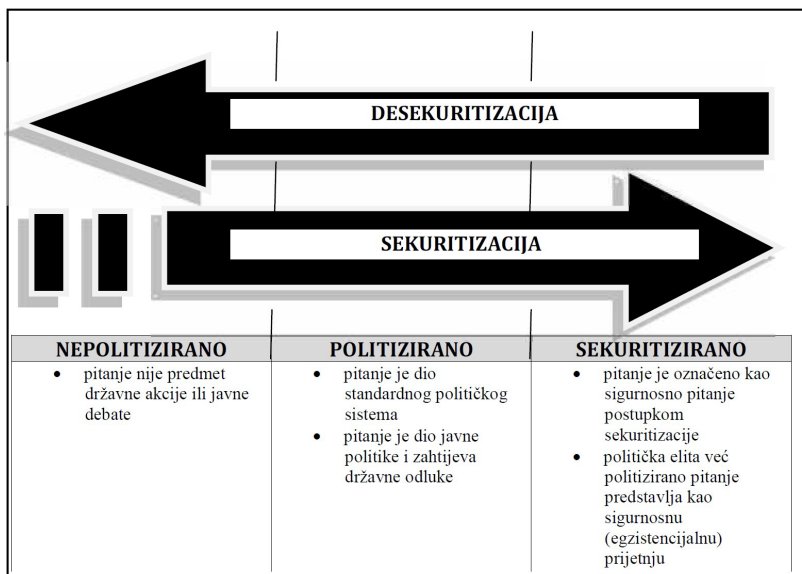 DESEKURITIZACIJA
SEKURITIZACIJA
NEPOLITIZIRANO
• pitanje nije predmet
državne akcije ili javne
debate
POLITIZIRANO
• pitanje je dio
standardnog političkog
sistema
• pitanje je dio javne
politike i zahtijeva
državne odluke
SEKURITIZIRANO
• pitanje je označeno kao
sigurnosno pitanje
postupkom
sekuritizacije
• politička elita već
politizirano pitanje
predstavlja kao
sigurnosnu
(egzistencijalnu)
prijetnju